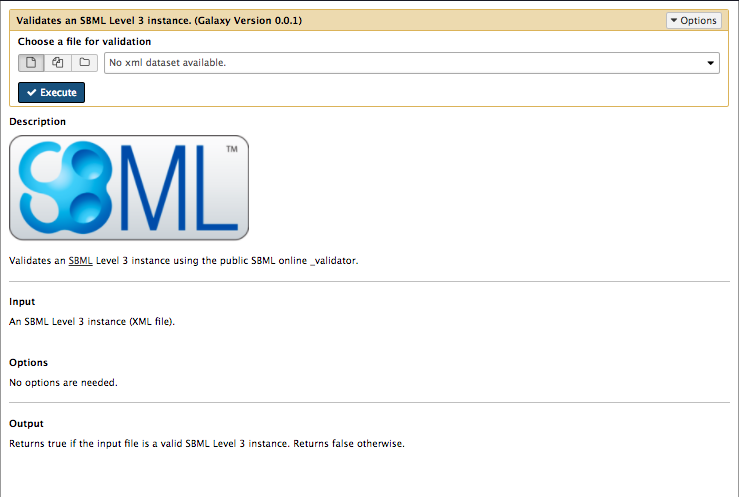 Validates an SBML Level 3 instance. (Galaxy Version 0.0.1)
Options
Choose a file for validation
No xml dataset available.
Execute
Description
SBML
TM
Validates an SBML Level 3 instance using the public SBML online _validator.
Input
An SBML Level 3 instance (XML file).
Options
No options are needed.
Output
Returns true if the input file is a valid SBML Level 3 instance. Returns false otherwise.